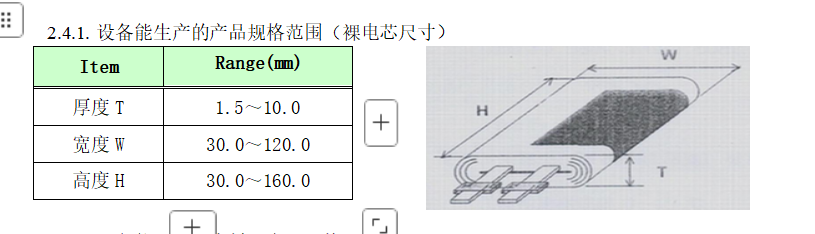 2.4.1. 设备能生产的产品规格范围（裸电芯尺寸）
Item Range(mm)
厚度 T 1.5～10.0
宽度 W 30.0～120.0
高度 H 30.0～160.0
W
H
T